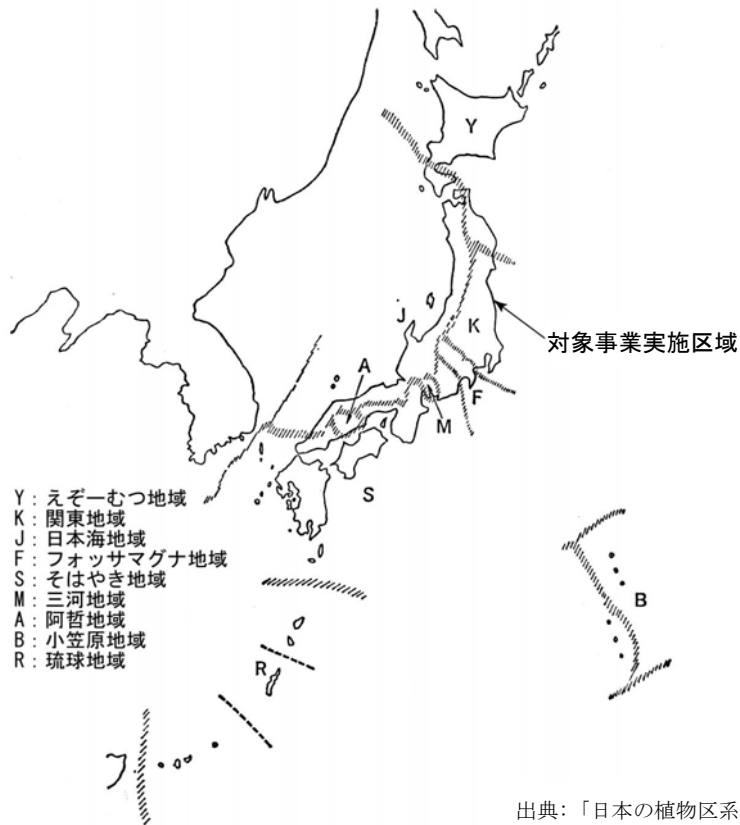 Y
J
K
対象事業実施区域
A
F
M
S
Y：えぞーむつ地域
K：関東地域
J：日本海地域
F：フォッサマグナ地域
S：そはやき地域
M：三河地域
A：阿哲地域
B：小笠原地域
R：琉球地域
B
R
出典：「日本の植物区系